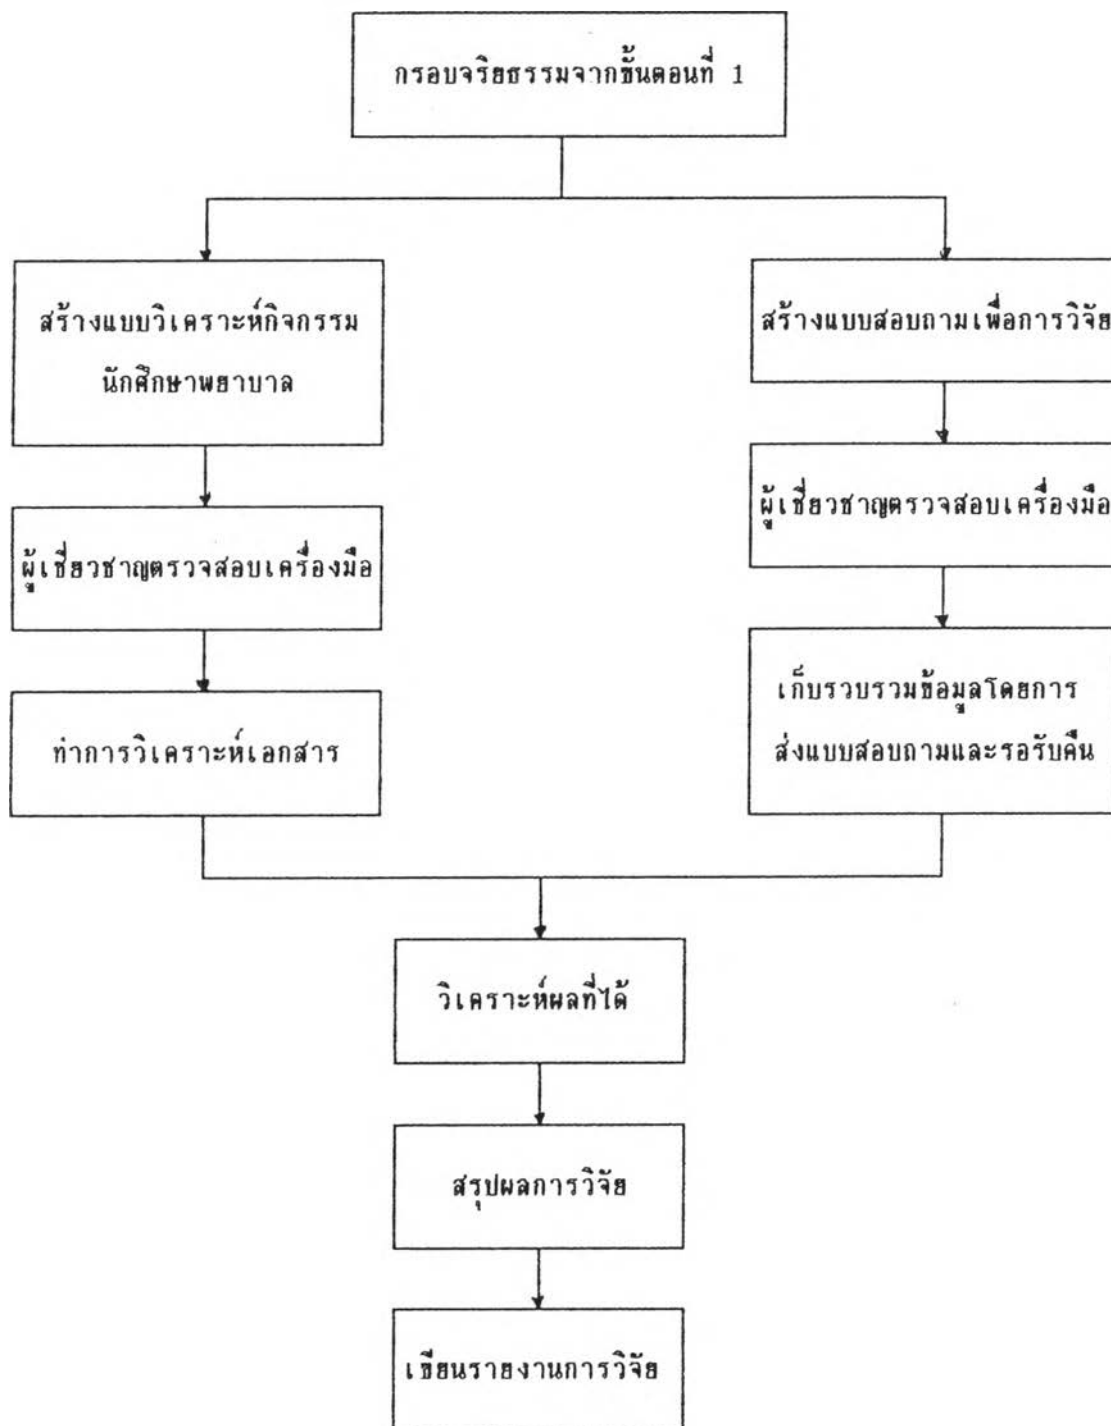 กรอบจริยธรรมจากขั้นตอนที่ 1
สร้างแบบวิเคราะห์กิจกรรม
นักศึกษาพยาบาล
ผู้เชี่ยวชาญตรวจสอบเครื่องมือ
ทำการวิเคราะห์เอกสาร
สร้างแบบสอบถามเพื่อการวิจัย
ผู้เชี่ยวชาญตรวจสอบเครื่องมือ
เก็บรวบรวมข้อมูลโดยการ
ส่งแบบสอบถามและรอรับคืน
วิเคราะห์ผลที่ได้
สรุปผลการวิจัย
เขียนรายงานการวิจัย